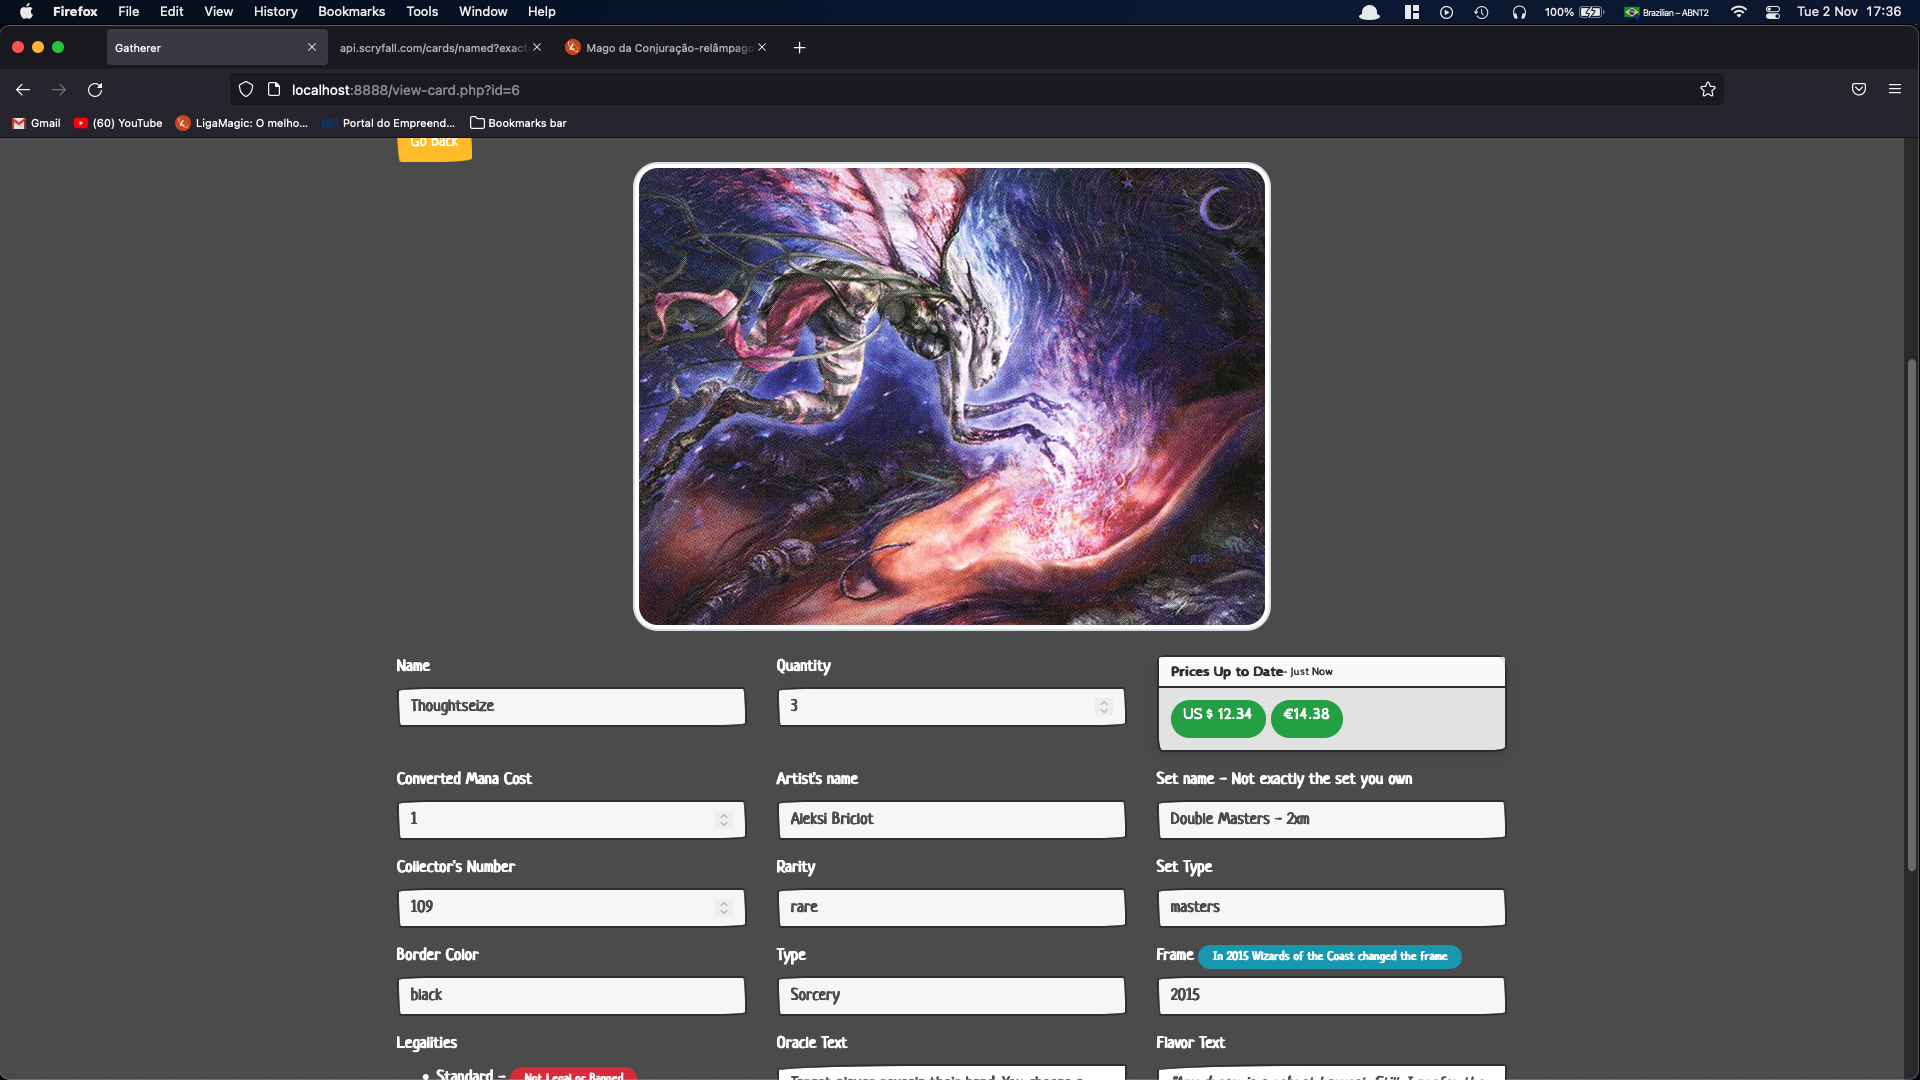 Firefox File Edit View History Bookmarks Tools Window Help 100% Brazilian – ABNT2 Tue 2 Nov 17:36
Gatherer api.scryfall.com/cards/named?exact Mago da Conjuração-relâmpago
localhost:8888/view-card.php?id=6
Gmail (60) YouTube LigaMagic: O melho... Portal do Empreend... Bookmarks bar
Go Back
Name Quantity Prices Up to Date- Just Now
Thoughtseize 3 US $ 12.34 €14.38
Converted Mana Cost Artist's name Set name - Not exactly the set you own
1 Aleksi Briclot Double Masters - 2xm
Collector's Number Rarity Set Type
109 rare masters
Border Color Type Frame In 2015 Wizards of the Coast changed the frame
black Sorcery 2015
Legalities Oracle Text Flavor Text
Standard - Not Legal or Banned